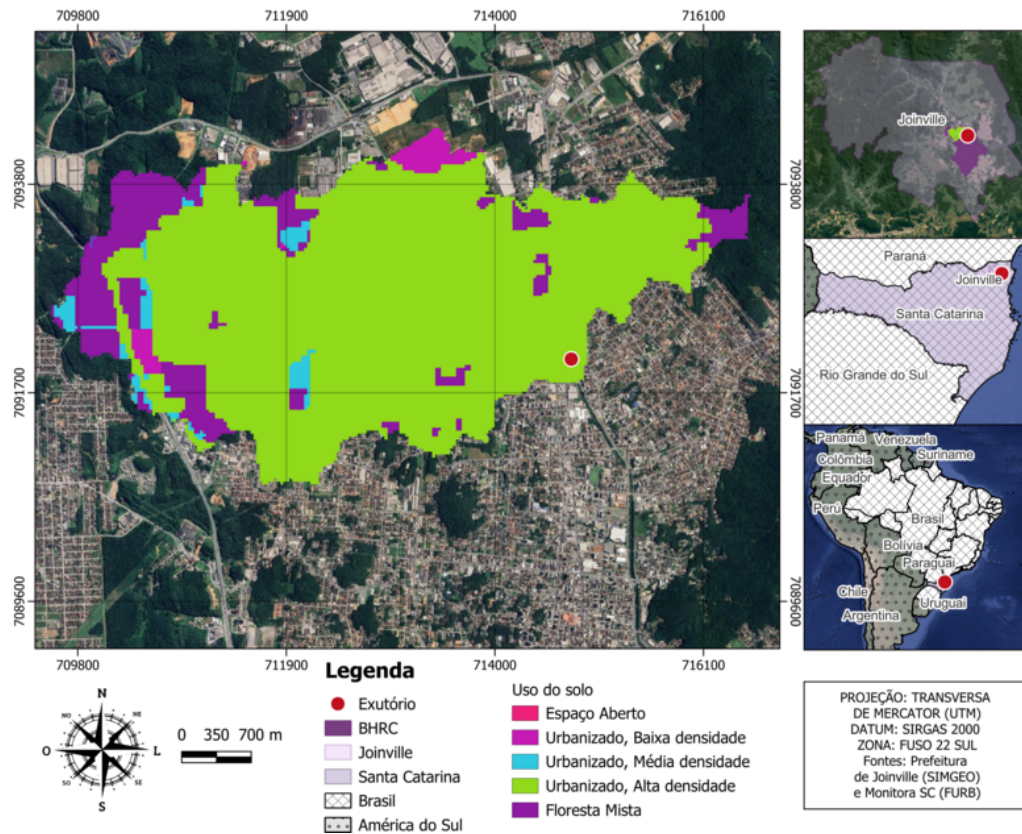 709800
711900
714000
716100
7093800
7091700
7089600
7093800
7091700
7089600
709800
711900
714000
716100
Joinville
Paraná
Joinville
Santa Catarina
Rio Grande do Sul
Panamá
Venezuela
Colômbia
Suriname
Equador
Perú
Brasil
Bolívia
Paraguai
Chile
Uruguai
Argentina
N
NO
NE
O
L
SO
SE
S
0 350 700 m
Legenda
Exutório
BHRC
Joinville
Santa Catarina
Brasil
América do Sul
Uso do solo
Espaço Aberto
Urbanizado, Baixa densidade
Urbanizado, Média densidade
Urbanizado, Alta densidade
Floresta Mista
PROJEÇÃO: TRANSVERSA
DE MERCATOR (UTM)
DATUM: SIRGAS 2000
ZONA: FUSO 22 SUL
Fontes: Prefeitura
de Joinville (SIMGEO)
e Monitora SC (FURB)